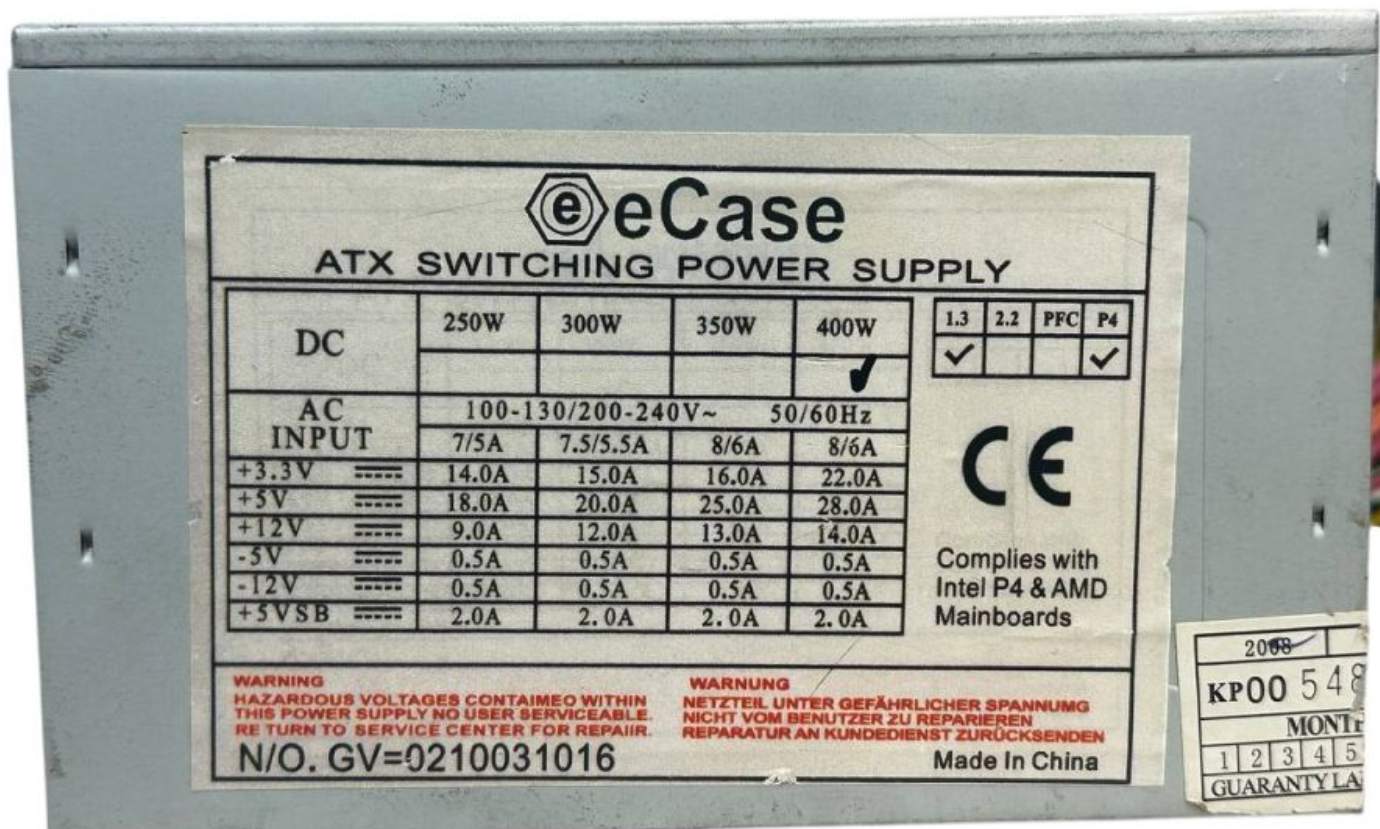 e eCase
ATX SWITCHING POWER SUPPLY
DC 250W 300W 350W 400W
✓
1.3 2.2 PFC P4
✓ ✓
AC INPUT 100-130/200-240V~ 50/60Hz
7/5A 7.5/5.5A 8/6A 8/6A
+3.3V 14.0A 15.0A 16.0A 22.0A
+5V 18.0A 20.0A 25.0A 28.0A
+12V 9.0A 12.0A 13.0A 14.0A
-5V 0.5A 0.5A 0.5A 0.5A
-12V 0.5A 0.5A 0.5A 0.5A
+5VSB 2.0A 2.0A 2.0A 2.0A
CE
Complies with
Intel P4 & AMD
Mainboards
WARNING
HAZARDOUS VOLTAGES CONTAIMEO WITHIN
THIS POWER SUPPLY NO USER SERVICEABLE.
RE TURN TO SERVICE CENTER FOR REPAIIR.
WARNUNG
NETZTEIL UNTER GEFÄHRLICHER SPANNUMG
NICHT VOM BENUTZER ZU REPARIEREN
REPARATUR AN KUNDEDIENST ZURÜCKSENDEN
N/O. GV=0210031016
Made In China
2008
KP00 548
MONTH
1 2 3 4 5
GUARANTY LA